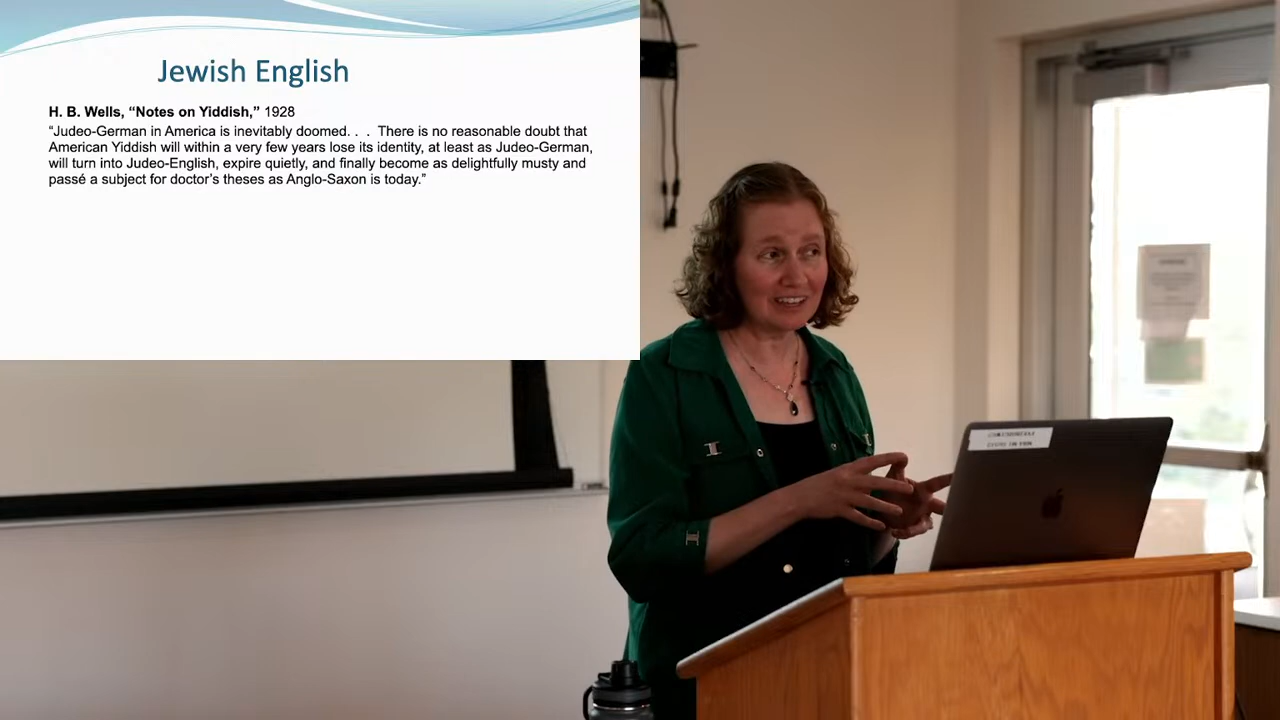 Jewish English
H. B. Wells, “Notes on Yiddish,” 1928
“Judeo-German in America is inevitably doomed. . .  There is no reasonable doubt that
American Yiddish will within a very few years lose its identity, at least as Judeo-German,
will turn into Judeo-English, expire quietly, and finally become as delightfully musty and
passé a subject for doctor’s theses as Anglo-Saxon is today.”